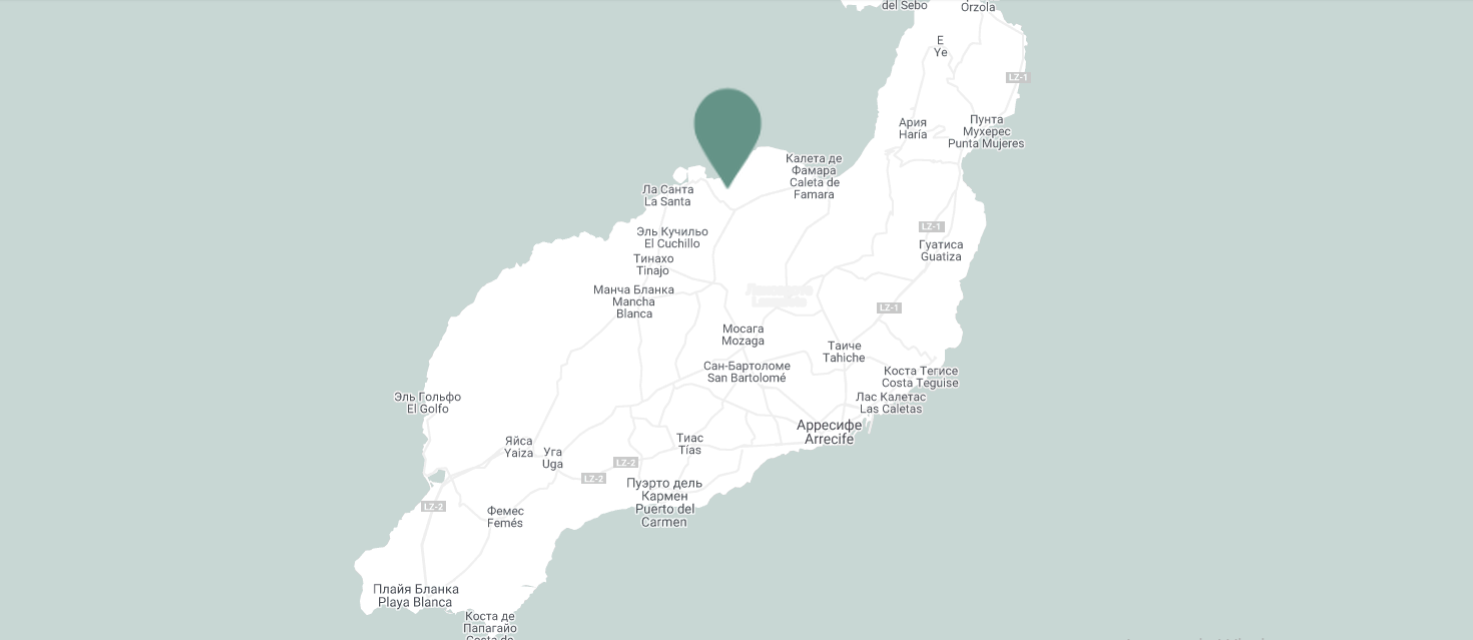 del Sebo
Orzola
Е
Ye
LZ-1
Ария
Haría
Пунта
Мухерес
Punta Mujeres
Калета де
Фамара
Caleta de
Famara
Ла Санта
La Santa
LZ-1
Эль Кучильо
El Cuchillo
Гуатиса
Guatiza
Тинахо
Tinajo
Манча Бланка
Mancha
Blanca
LZ-1
Мосага
Mozaga
Таиче
Tahiche
Сан-Бартоломе
San Bartolomé
Коста Тегисе
Costa Teguise
Эль Гольфо
El Golfo
Лас Калетас
Las Caletas
Арресифе
Arrecife
Яйса
Yaiza
Уга
Uga
Тиас
Tías
LZ-2
LZ-2
Пуэрто дель
Кармен
Puerto del
Carmen
LZ-2
Фемес
Femés
Плайя Бланка
Playa Blanca
Коста де
Папагайо
Costa de